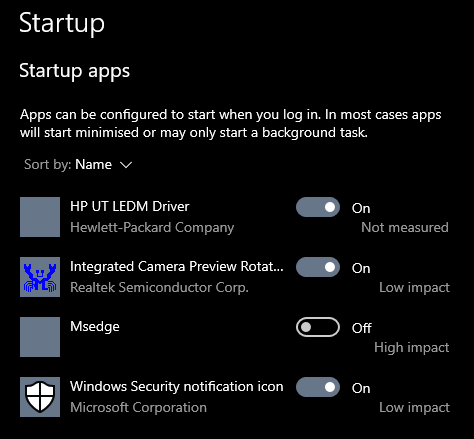 Startup
Startup apps
Apps can be configured to start when you log in. In most cases apps
will start minimised or may only start a background task.
Sort by: Name
HP UT LEDM Driver
On
Hewlett-Packard Company
Not measured
Integrated Camera Preview Rotat...
On
Realtek Semiconductor Corp.
Low impact
Msedge
Off
High impact
Windows Security notification icon
On
Microsoft Corporation
Low impact